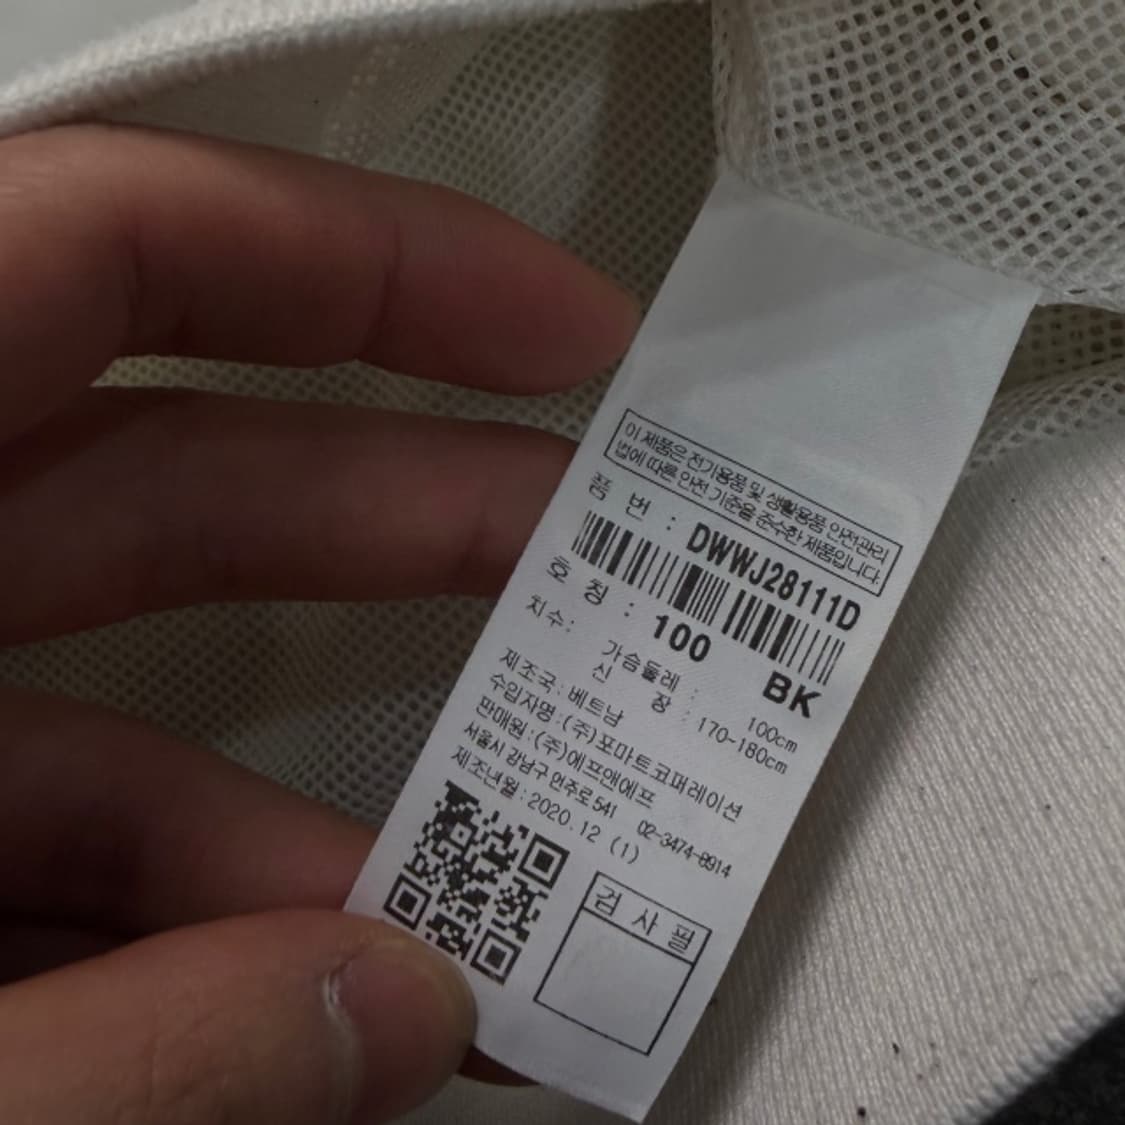 이 제품은 전기용품 및 생활용품 안전관리
법에 따른 안전 기준을 준수한 제품입니다.
품 번 : DWWJ28111D
호 칭 : 100 BK
치수: 가슴둘레 : 100cm
신 장 : 170-180cm
제조국: 베트남
수입자명:(주)포마트코퍼레이션
판매원:(주)에프앤에프
서울시 강남구 언주로 541 02-3474-8914
제조년월: 2020.12 (1)
검 사 필